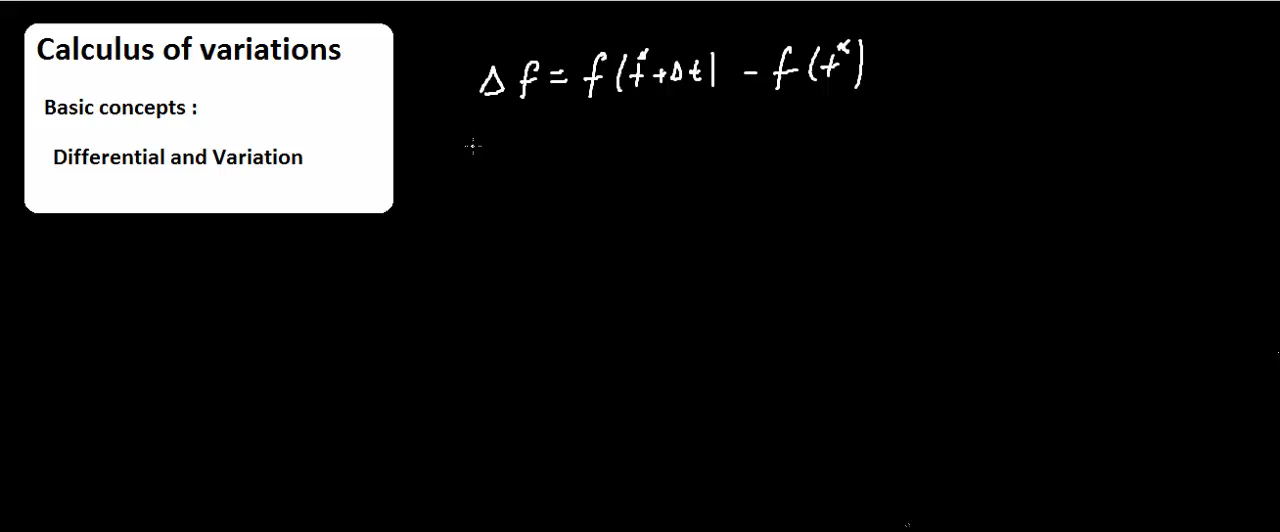 Calculus of variations
Basic concepts :
Differential and Variation
Δf = f(t* + Δt) - f(t*)